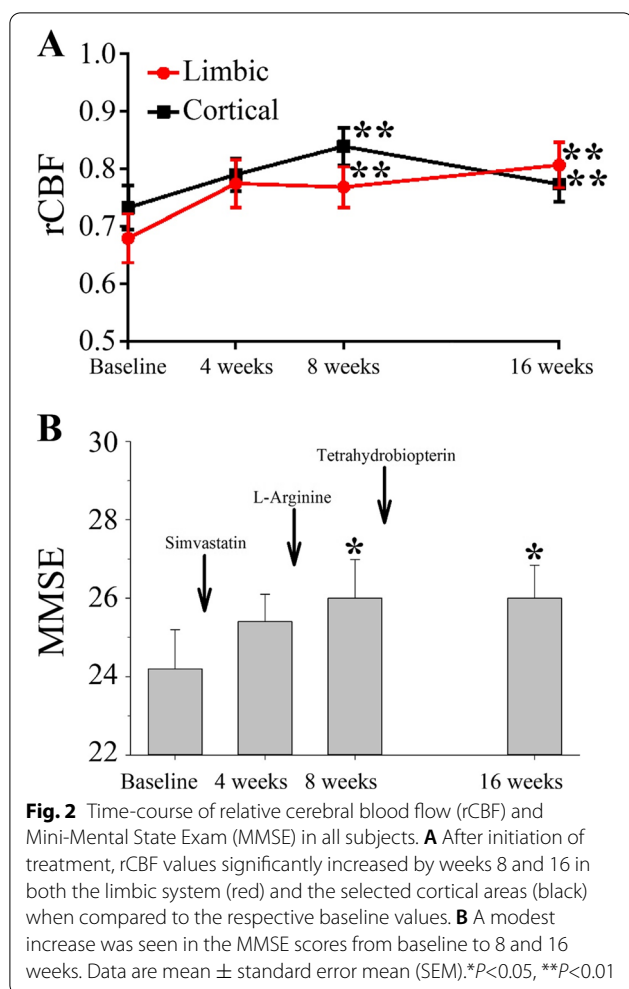 A
1.0
Limbic
0.9
Cortical
**
rCBF
0.8
**
**
**
0.7
0.6
0.5
Baseline 4 weeks 8 weeks 16 weeks
B
30
Tetrahydrobiopterin
28
L-Arginine
Simvastatin
*
*
MMSE
26
24
22
Baseline 4 weeks 8 weeks 16 weeks
Fig. 2 Time-course of relative cerebral blood flow (rCBF) and
Mini-Mental State Exam (MMSE) in all subjects. A After initiation of
treatment, rCBF values significantly increased by weeks 8 and 16 in
both the limbic system (red) and the selected cortical areas (black)
when compared to the respective baseline values. B A modest
increase was seen in the MMSE scores from baseline to 8 and 16
weeks. Data are mean ± standard error mean (SEM).*P<0.05, **P<0.01